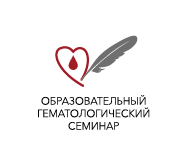 ОБРАЗОВАТЕЛЬНЫЙ
ГЕМАТОЛОГИЧЕСКИЙ
СЕМИНАР